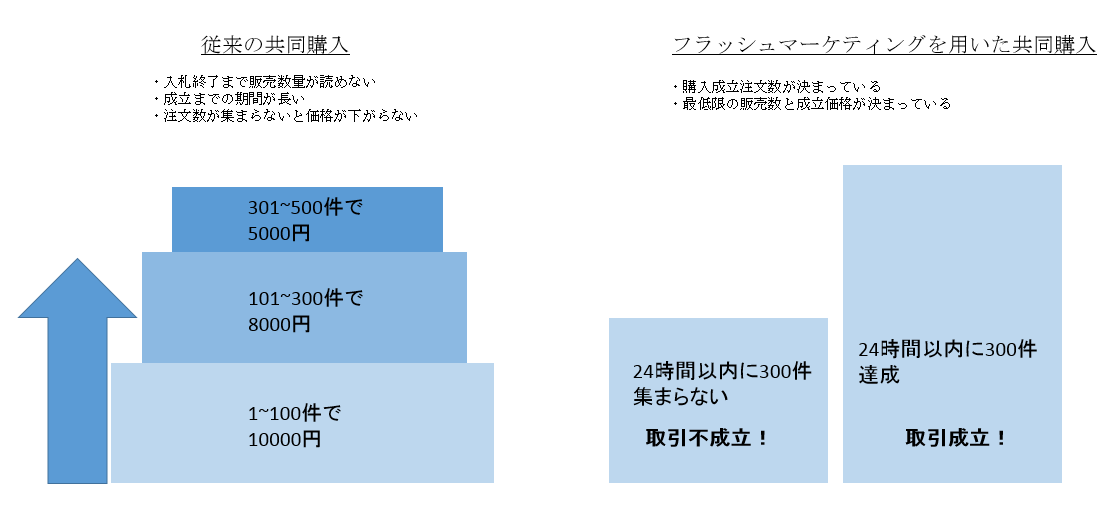 従来の共同購入
・入札終了まで販売数量が読めない
・成立までの期間が長い
・注文数が集まらないと価格が下がらない
301~500件で
5000円
101~300件で
8000円
1~100件で
10000円
フラッシュマーケティングを用いた共同購入
・購入成立注文数が決まっている
・最低限の販売数と成立価格が決まっている
24時間以内に300件
集まらない
取引不成立！
24時間以内に300件
達成
取引成立！